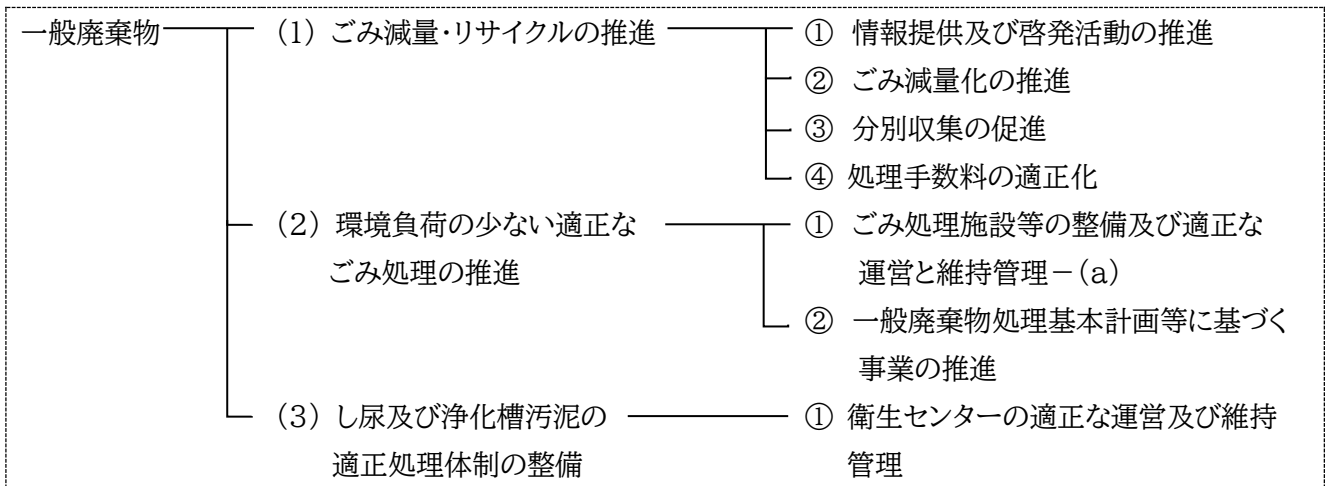 一般廃棄物 (1) ごみ減量・リサイクルの推進 ① 情報提供及び啓発活動の推進
② ごみ減量化の推進
③ 分別収集の促進
④ 処理手数料の適正化
(2) 環境負荷の少ない適正な ① ごみ処理施設等の整備及び適正な
ごみ処理の推進 運営と維持管理－(a)
② 一般廃棄物処理基本計画等に基づく
事業の推進
(3) し尿及び浄化槽汚泥の ① 衛生センターの適正な運営及び維持
適正処理体制の整備 管理